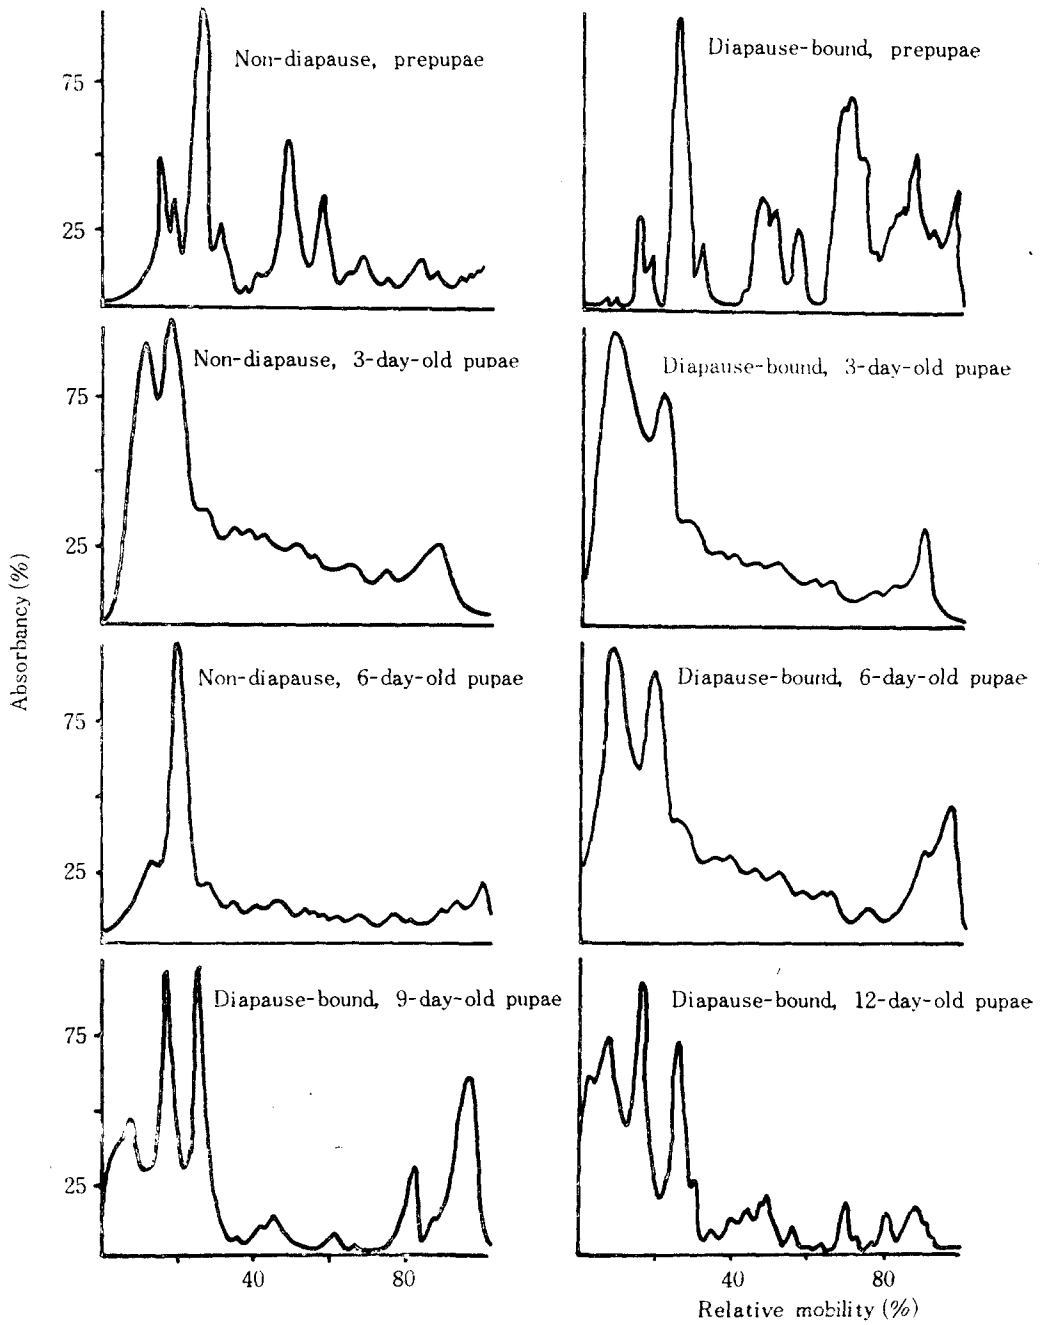 Non-diapause, prepupae
Diapause-bound, prepupae
75
25
Non-diapause, 3-day-old pupae
Diapause-bound, 3-day-old pupae
75
25
Absorbancy (%)
Non-diapause, 6-day-old pupae
Diapause-bound, 6-day-old pupae
75
25
Diapause-bound, 9-day-old pupae
Diapause-bound, 12-day-old pupae
75
25
40
80
40
80
Relative mobility (%)